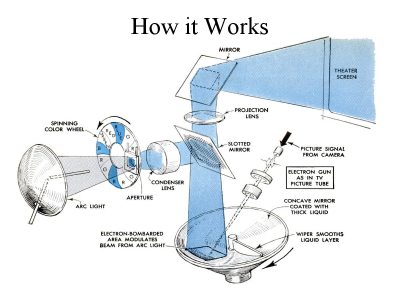 How it Works
MIRROR
THEATER
SCREEN
SPINNING
COLOR WHEEL
PROJECTION
LENS
SLOTTED
MIRROR
PICTURE SIGNAL
FROM CAMERA
ELECTRON GUN
AS IN TV
PICTURE TUBE
CONDENSER
LENS
APERTURE
ARC LIGHT
CONCAVE MIRROR
COATED WITH
THICK LIQUID
ELECTRON-BOMBARDED
AREA MODULATES
BEAM FROM ARC LIGHT
WIPER SMOOTHS
LIQUID LAYER